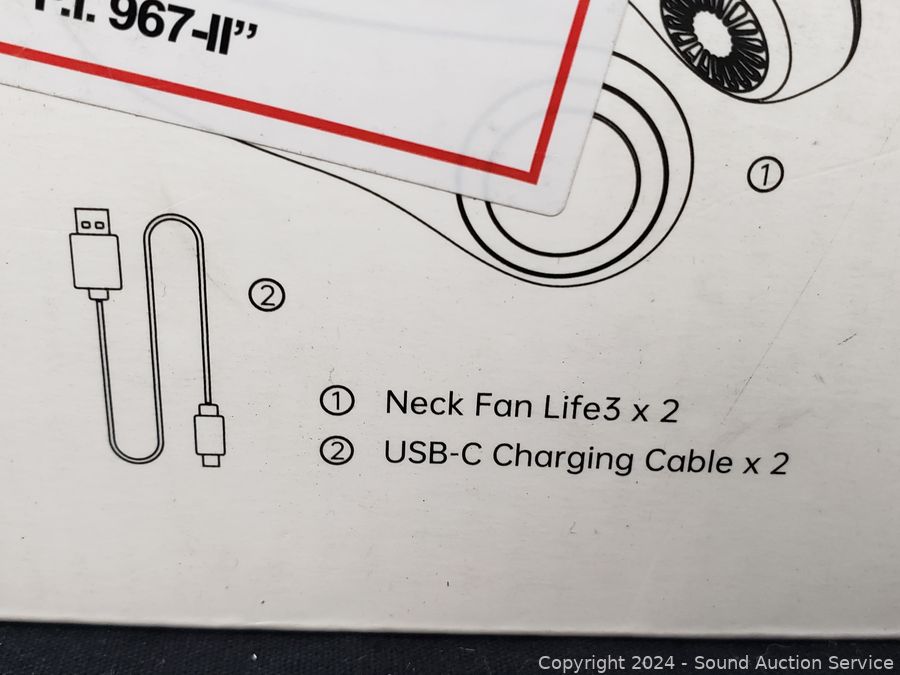 967-II”
①
②
① Neck Fan Life3 x 2
② USB-C Charging Cable x 2
Copyright 2024 - Sound Auction Service